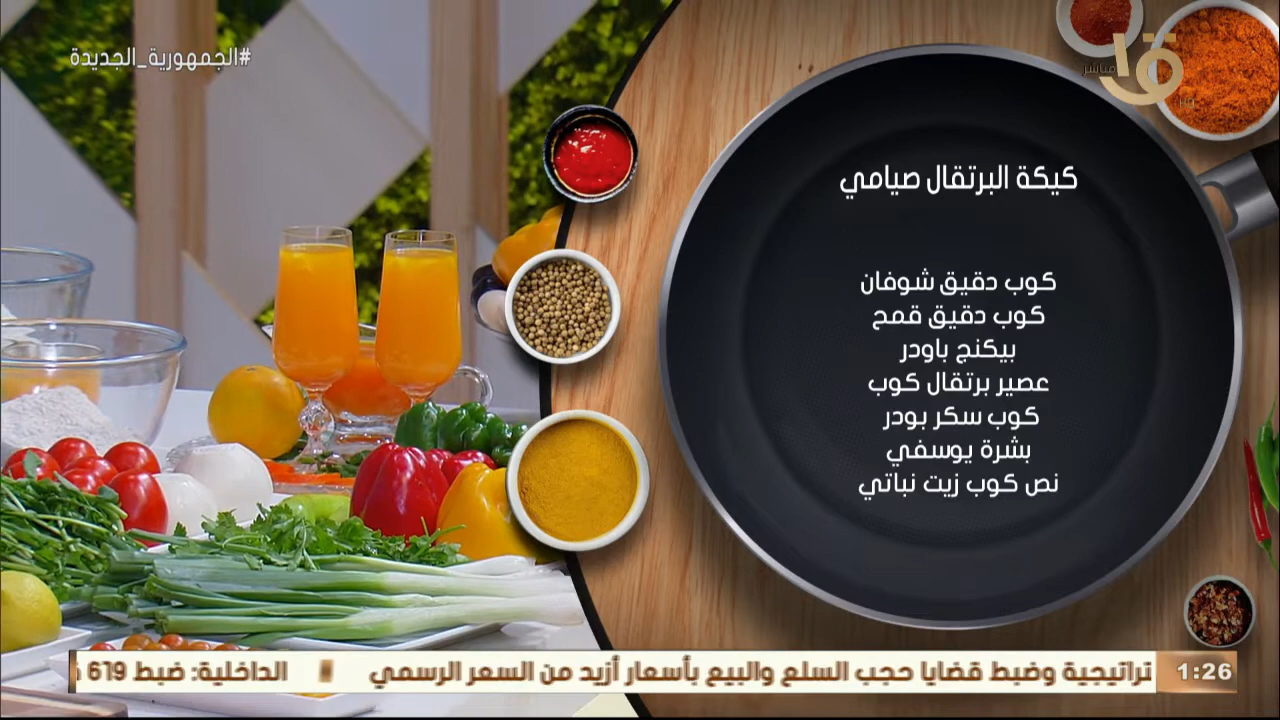 #الجمهورية_الجديدة
مباشر
HD
كيكة البرتقال صيامي
كوب دقيق شوفان
كوب دقيق قمح
بيكنج باودر
عصير برتقال كوب
كوب سكر بودر
بشرة يوسفي
نص كوب زيت نباتي
1:26
تراتيجية وضبط قضايا حجب السلع والبيع بأسعار أزيد من السعر الرسمي
الداخلية: ضبط 619